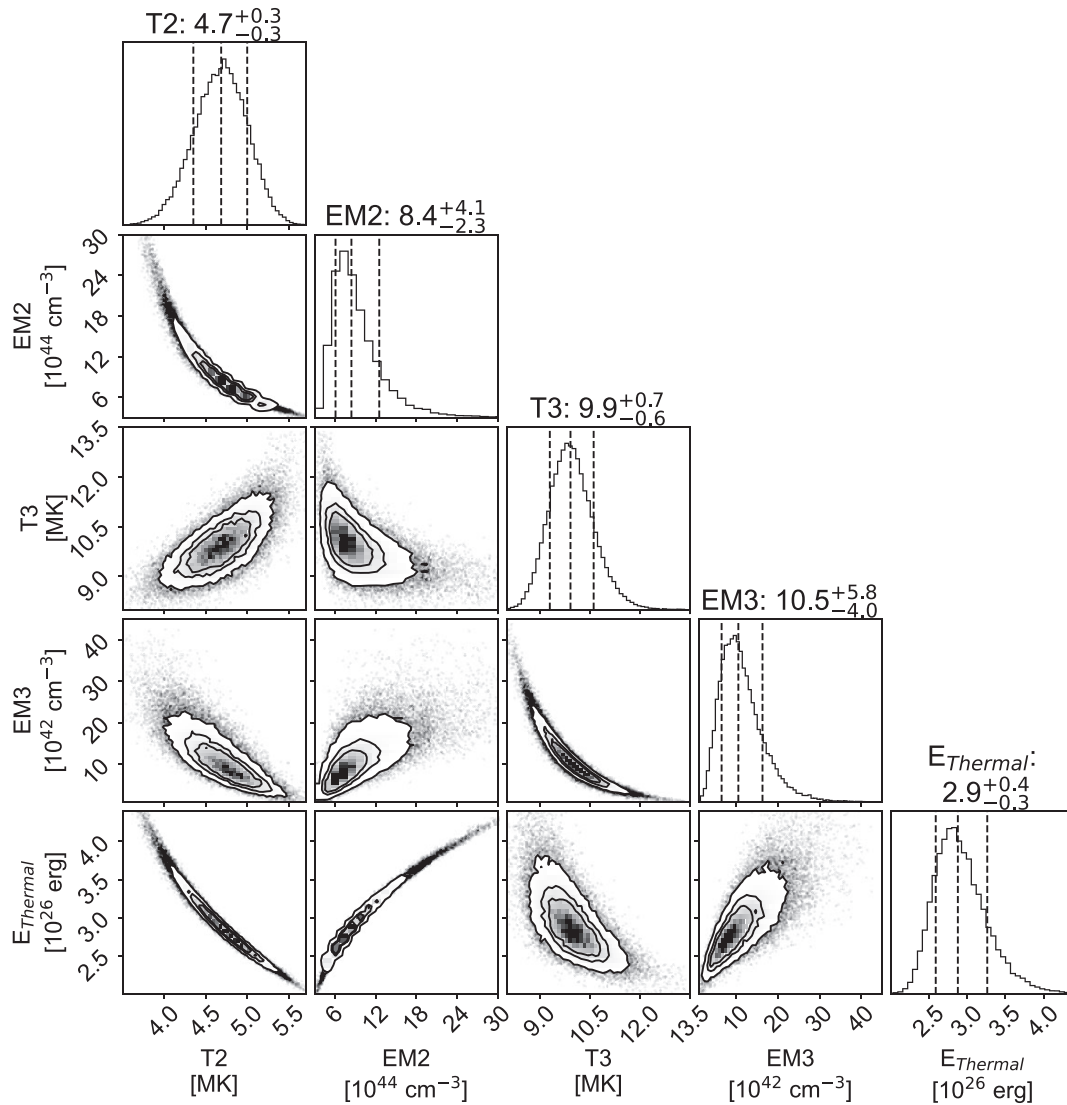 T2: 4.7+0.3 −0.3
EM2: 8.4+4.1 −2.3
T3: 9.9+0.7 −0.6
EM3: 10.5+5.8 −4.0
E_Thermal:
2.9+0.4 −0.3
EM2
[10^44 cm−3]
30
24
18
12
6
T3
[MK]
13.5
12.0
10.5
9.0
EM3
[10^42 cm−3]
40
30
20
10
E_Thermal
[10^26 erg]
4.0
3.5
3.0
2.5
4.0 4.5 5.0 5.5
T2
[MK]
6 12 18 24 30
EM2
[10^44 cm−3]
9.0 10.5 12.0 13.5
T3
[MK]
10 20 30 40
EM3
[10^42 cm−3]
2.5 3.0 3.5 4.0
E_Thermal
[10^26 erg]